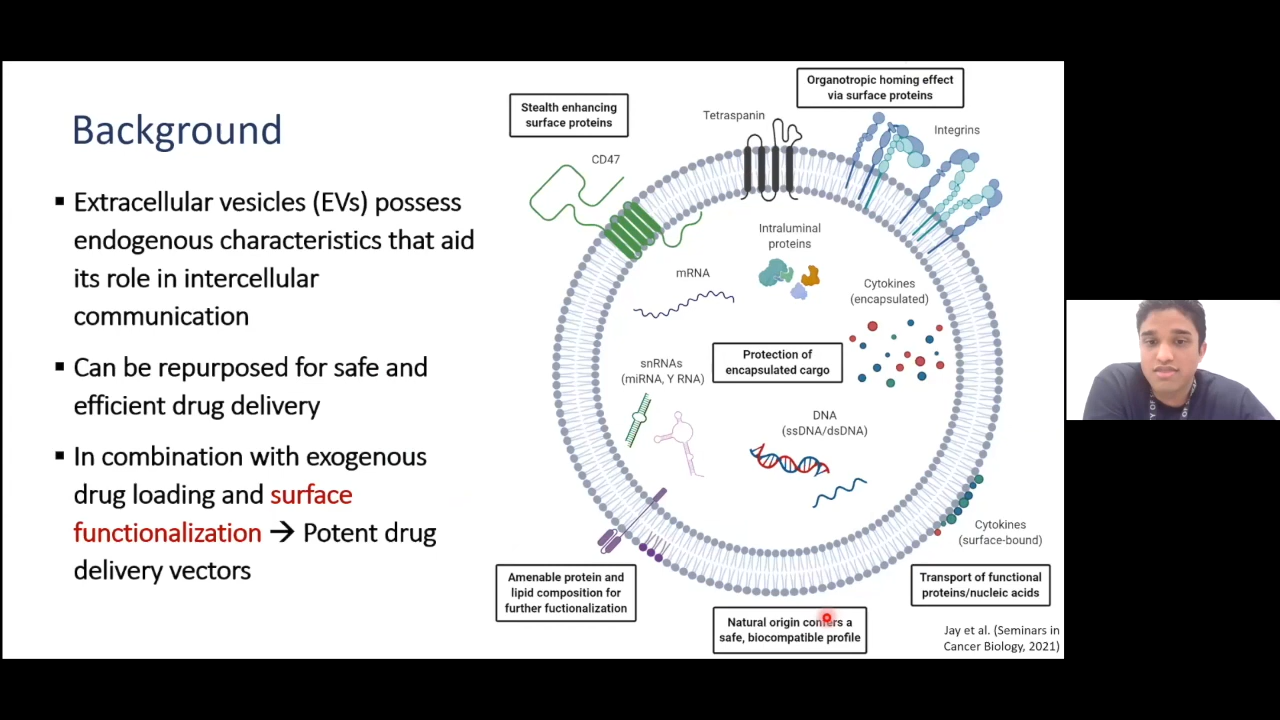 Background
▪ Extracellular vesicles (EVs) possess
endogenous characteristics that aid
its role in intercellular
communication
▪ Can be repurposed for safe and
efficient drug delivery
▪ In combination with exogenous
drug loading and surface
functionalization → Potent drug
delivery vectors
Stealth enhancing
surface proteins
CD47
Tetraspanin
Organotropic homing effect
via surface proteins
Integrins
Intraluminal
proteins
mRNA
Cytokines
(encapsulated)
Protection of
encapsulated cargo
snRNAs
(miRNA, Y RNA)
DNA
(ssDNA/dsDNA)
Cytokines
(surface-bound)
Amenable protein and
lipid composition for
further fuctionalization
Natural origin confers a
safe, biocompatible profile
Transport of functional
proteins/nucleic acids
Jay et al. (Seminars in
Cancer Biology, 2021)